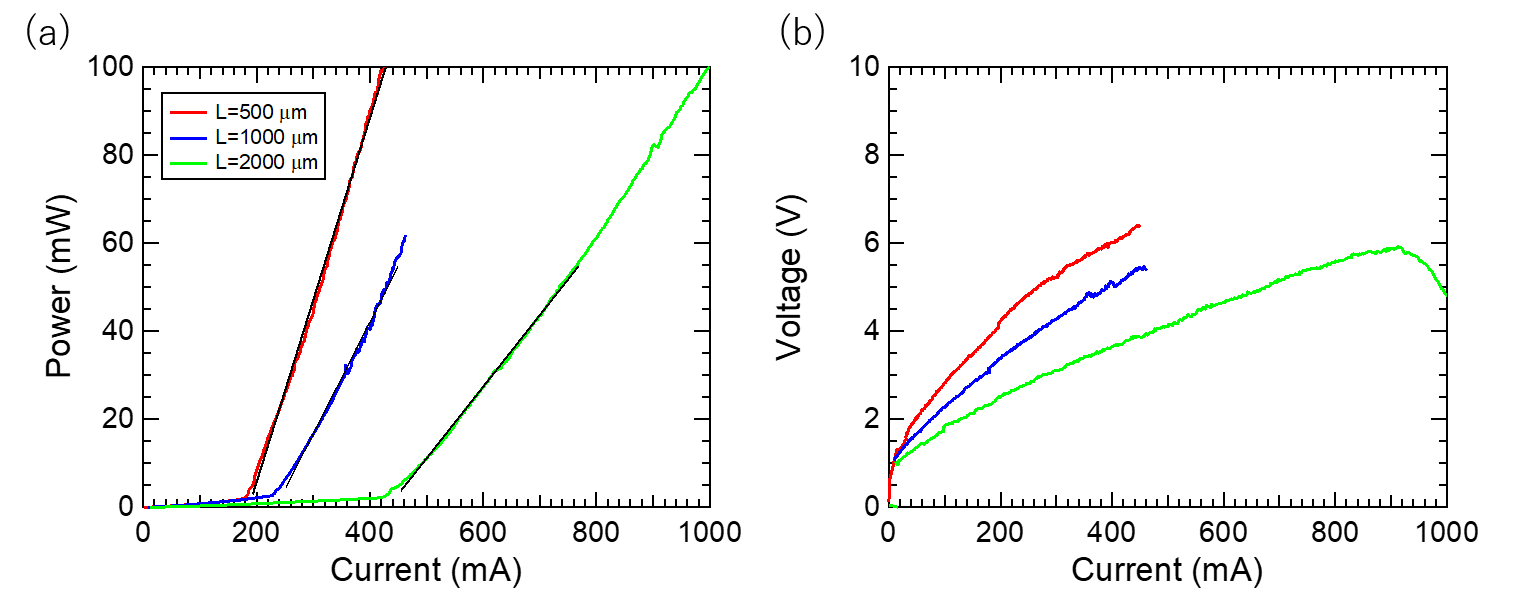 (a)
100
80
60
40
20
0
Power (mW)
L=500 μm
L=1000 μm
L=2000 μm
0 200 400 600 800 1000
Current (mA)
(b)
10
8
6
4
2
0
Voltage (V)
0 200 400 600 800 1000
Current (mA)